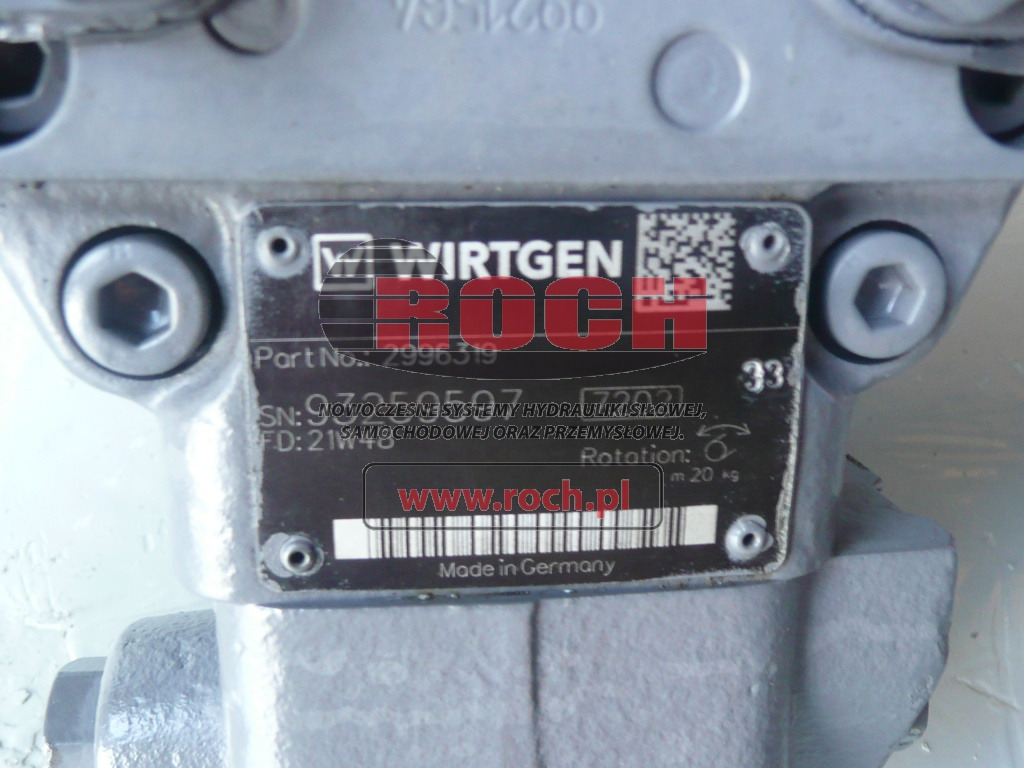 WIRTGEN
ROCH
Part No.: 2996319
33
SN:
7202
NOWOCZESNE SYSTEMY HYDRAULIKI SIŁOWEJ,
SAMOCHODOWEJ ORAZ PRZEMYSŁOWEJ.
FD: 21W48
Rotation:
m 20 kg
www.roch.pl
Made in Germany